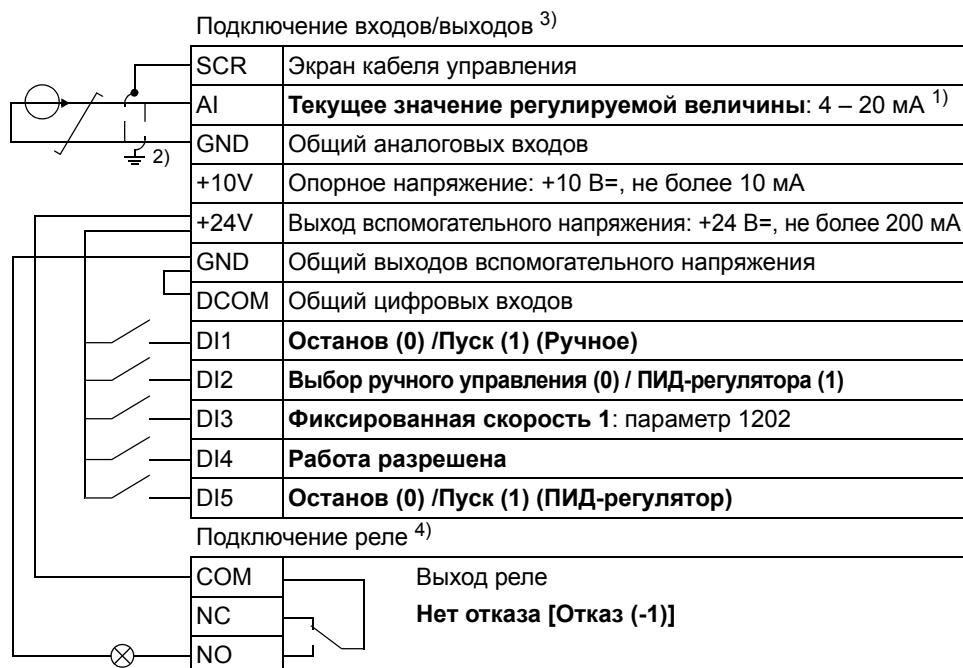 Подключение входов/выходов 3)
SCR Экран кабеля управления
AI Текущее значение регулируемой величины: 4 – 20 мА 1)
GND Общий аналоговых входов
2)
+10V Опорное напряжение: +10 В=, не более 10 мА
+24V Выход вспомогательного напряжения: +24 В=, не более 200 мА
GND Общий выходов вспомогательного напряжения
DCOM Общий цифровых входов
DI1 Останов (0) /Пуск (1) (Ручное)
DI2 Выбор ручного управления (0) / ПИД-регулятора (1)
DI3 Фиксированная скорость 1: параметр 1202
DI4 Работа разрешена
DI5 Останов (0) /Пуск (1) (ПИД-регулятор)
Подключение реле 4)
COM Выход реле
NC Нет отказа [Отказ (-1)]
NO